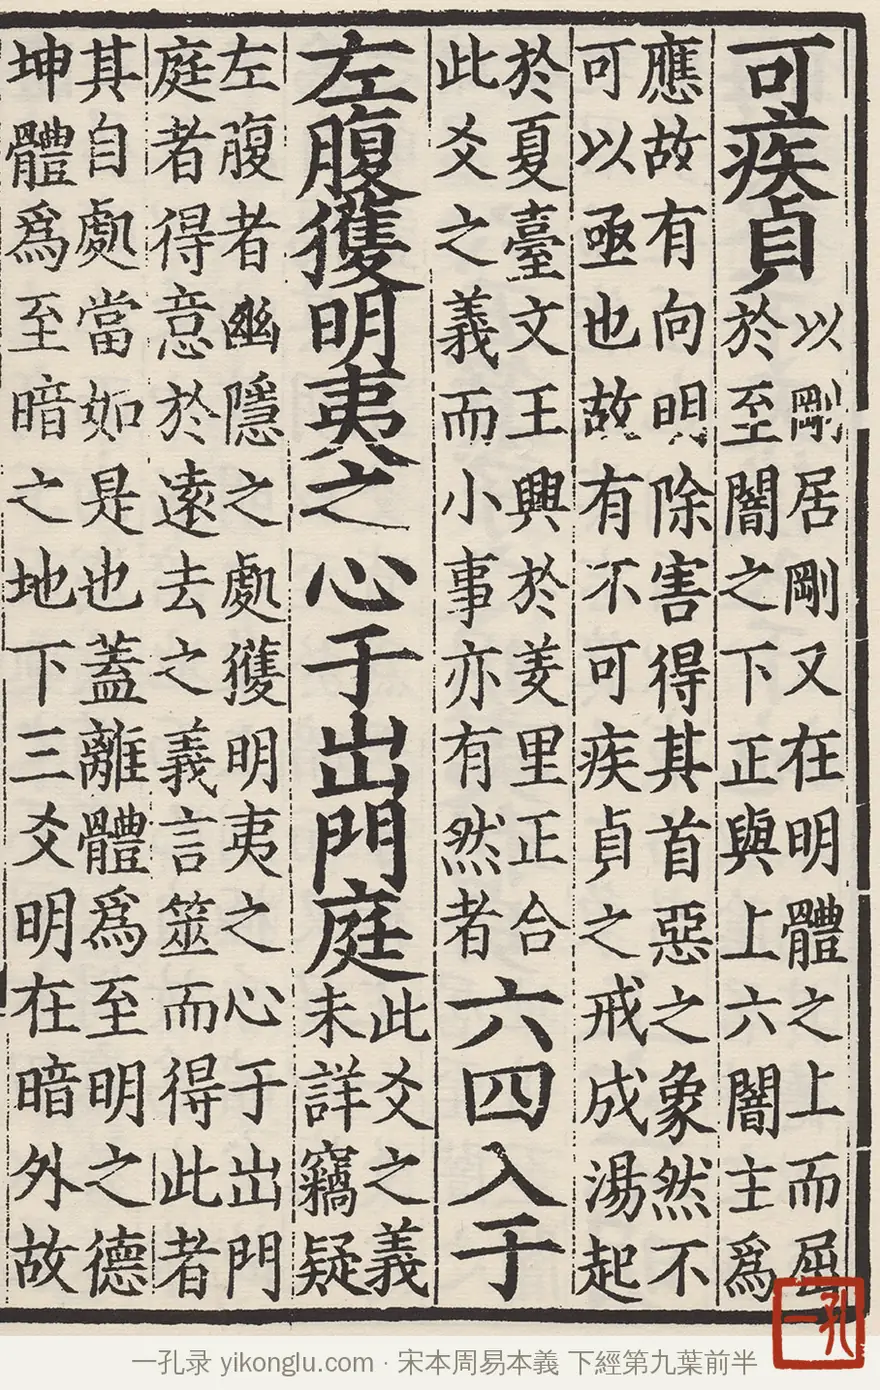 可疾貞
以剛居剛又在明體之上而屈
於至闇之下正與上六闇主爲
應故有向明除害得其首惡之象然不
可以亟也故有不可疾貞之戒成湯起
於夏臺文王興於羑里正合
此爻之義而小事亦有然者
六四入于
左腹獲明夷之心于出門庭
此爻之義
未詳竊疑
左腹者幽隱之處獲明夷之心于出門
庭者得意於遠去之義言筮而得此者
其自處當如是也蓋離體爲至明之德
坤體爲至暗之地下三爻明在暗外故
一孔
一孔录 yikonglu.com · 宋本周易本義 下經第九葉前半